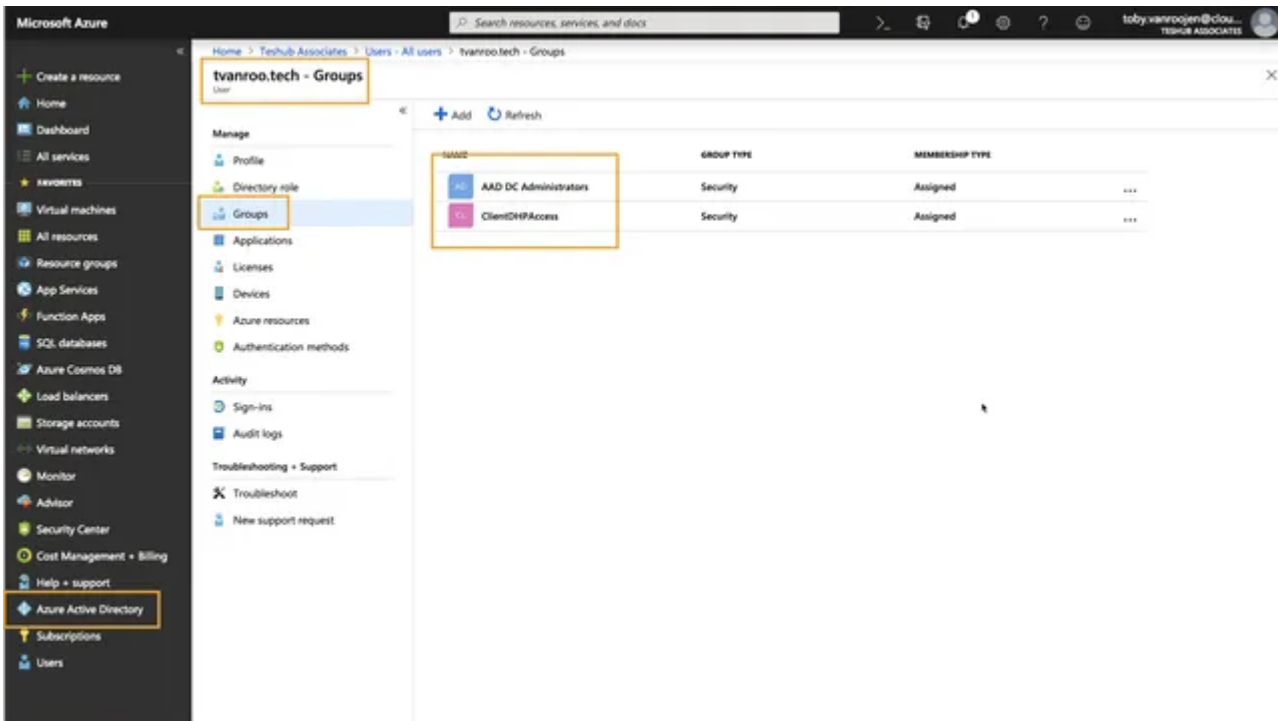 Microsoft Azure
Search resources, services, and docs
1
?
toby.vanroojen@clou...
TESHUB ASSOCIATES
«
Create a resource
Home
Dashboard
All services
FAVORITES
Virtual machines
All resources
Resource groups
App Services
Function Apps
SQL databases
Azure Cosmos DB
Load balancers
Storage accounts
Virtual networks
Monitor
Advisor
Security Center
Cost Management + Billing
Help + support
Azure Active Directory
Subscriptions
Users
Home > Teshub Associates > Users - All users > tvanroo.tech - Groups
tvanroo.tech - Groups
User
«
Manage
Profile
Directory role
Groups
Applications
Licenses
Devices
Azure resources
Authentication methods
Activity
Sign-ins
Audit logs
Troubleshooting + Support
Troubleshoot
New support request
Add Refresh
NAME GROUP TYPE MEMBERSHIP TYPE
AD AAD DC Administrators Security Assigned ...
CL ClientDHPAccess Security Assigned ...